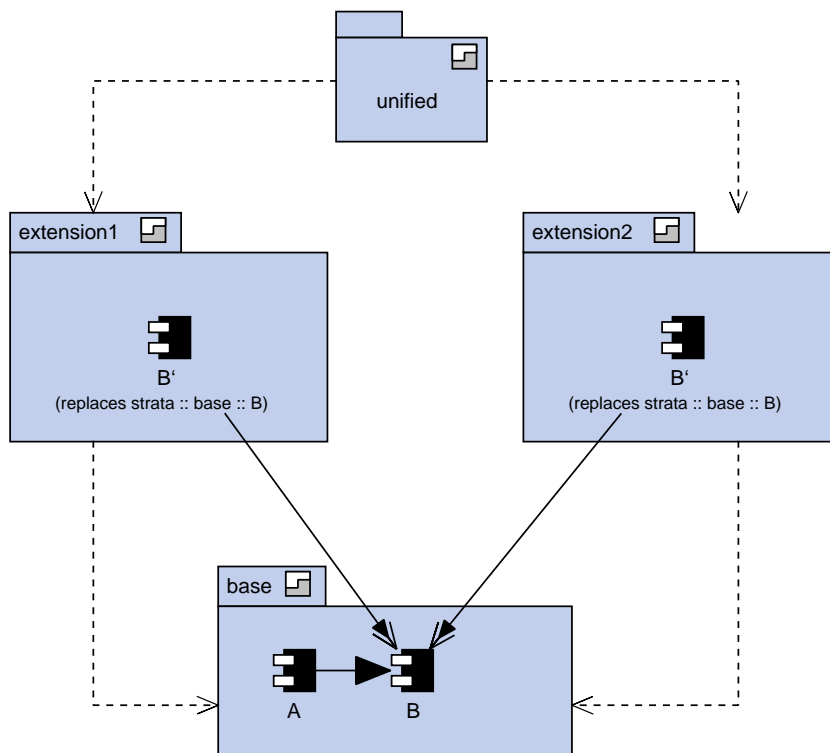 unified
extension1
extension2
B‘
(replaces strata :: base :: B)
B‘
(replaces strata :: base :: B)
base
A
B